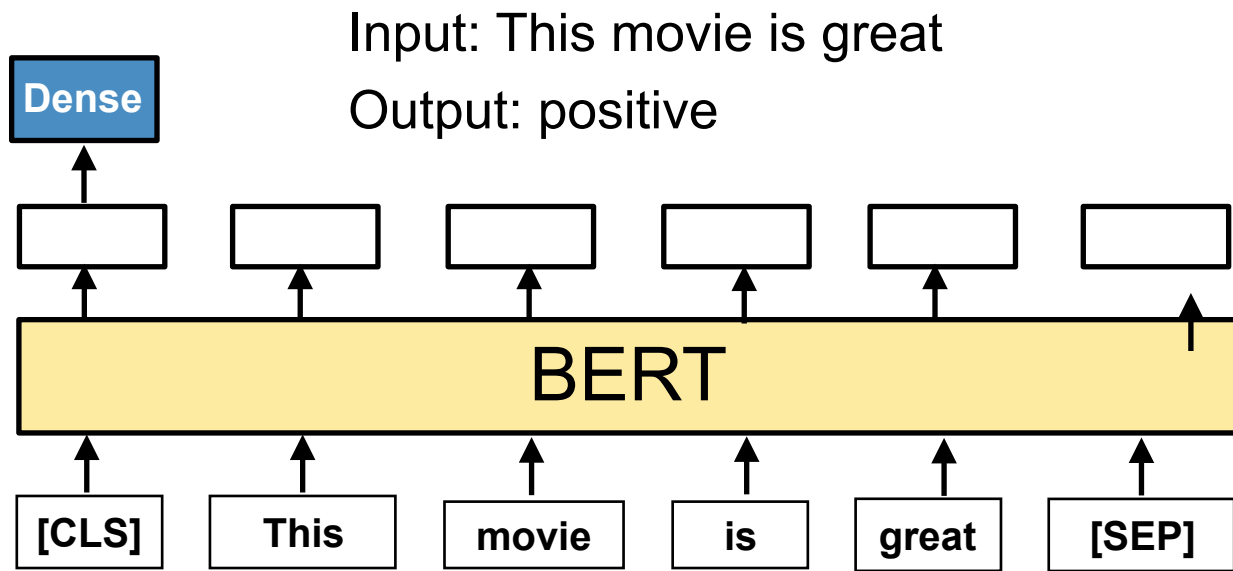 Input: This movie is great
Dense
Output: positive
BERT
[CLS] This movie is great [SEP]